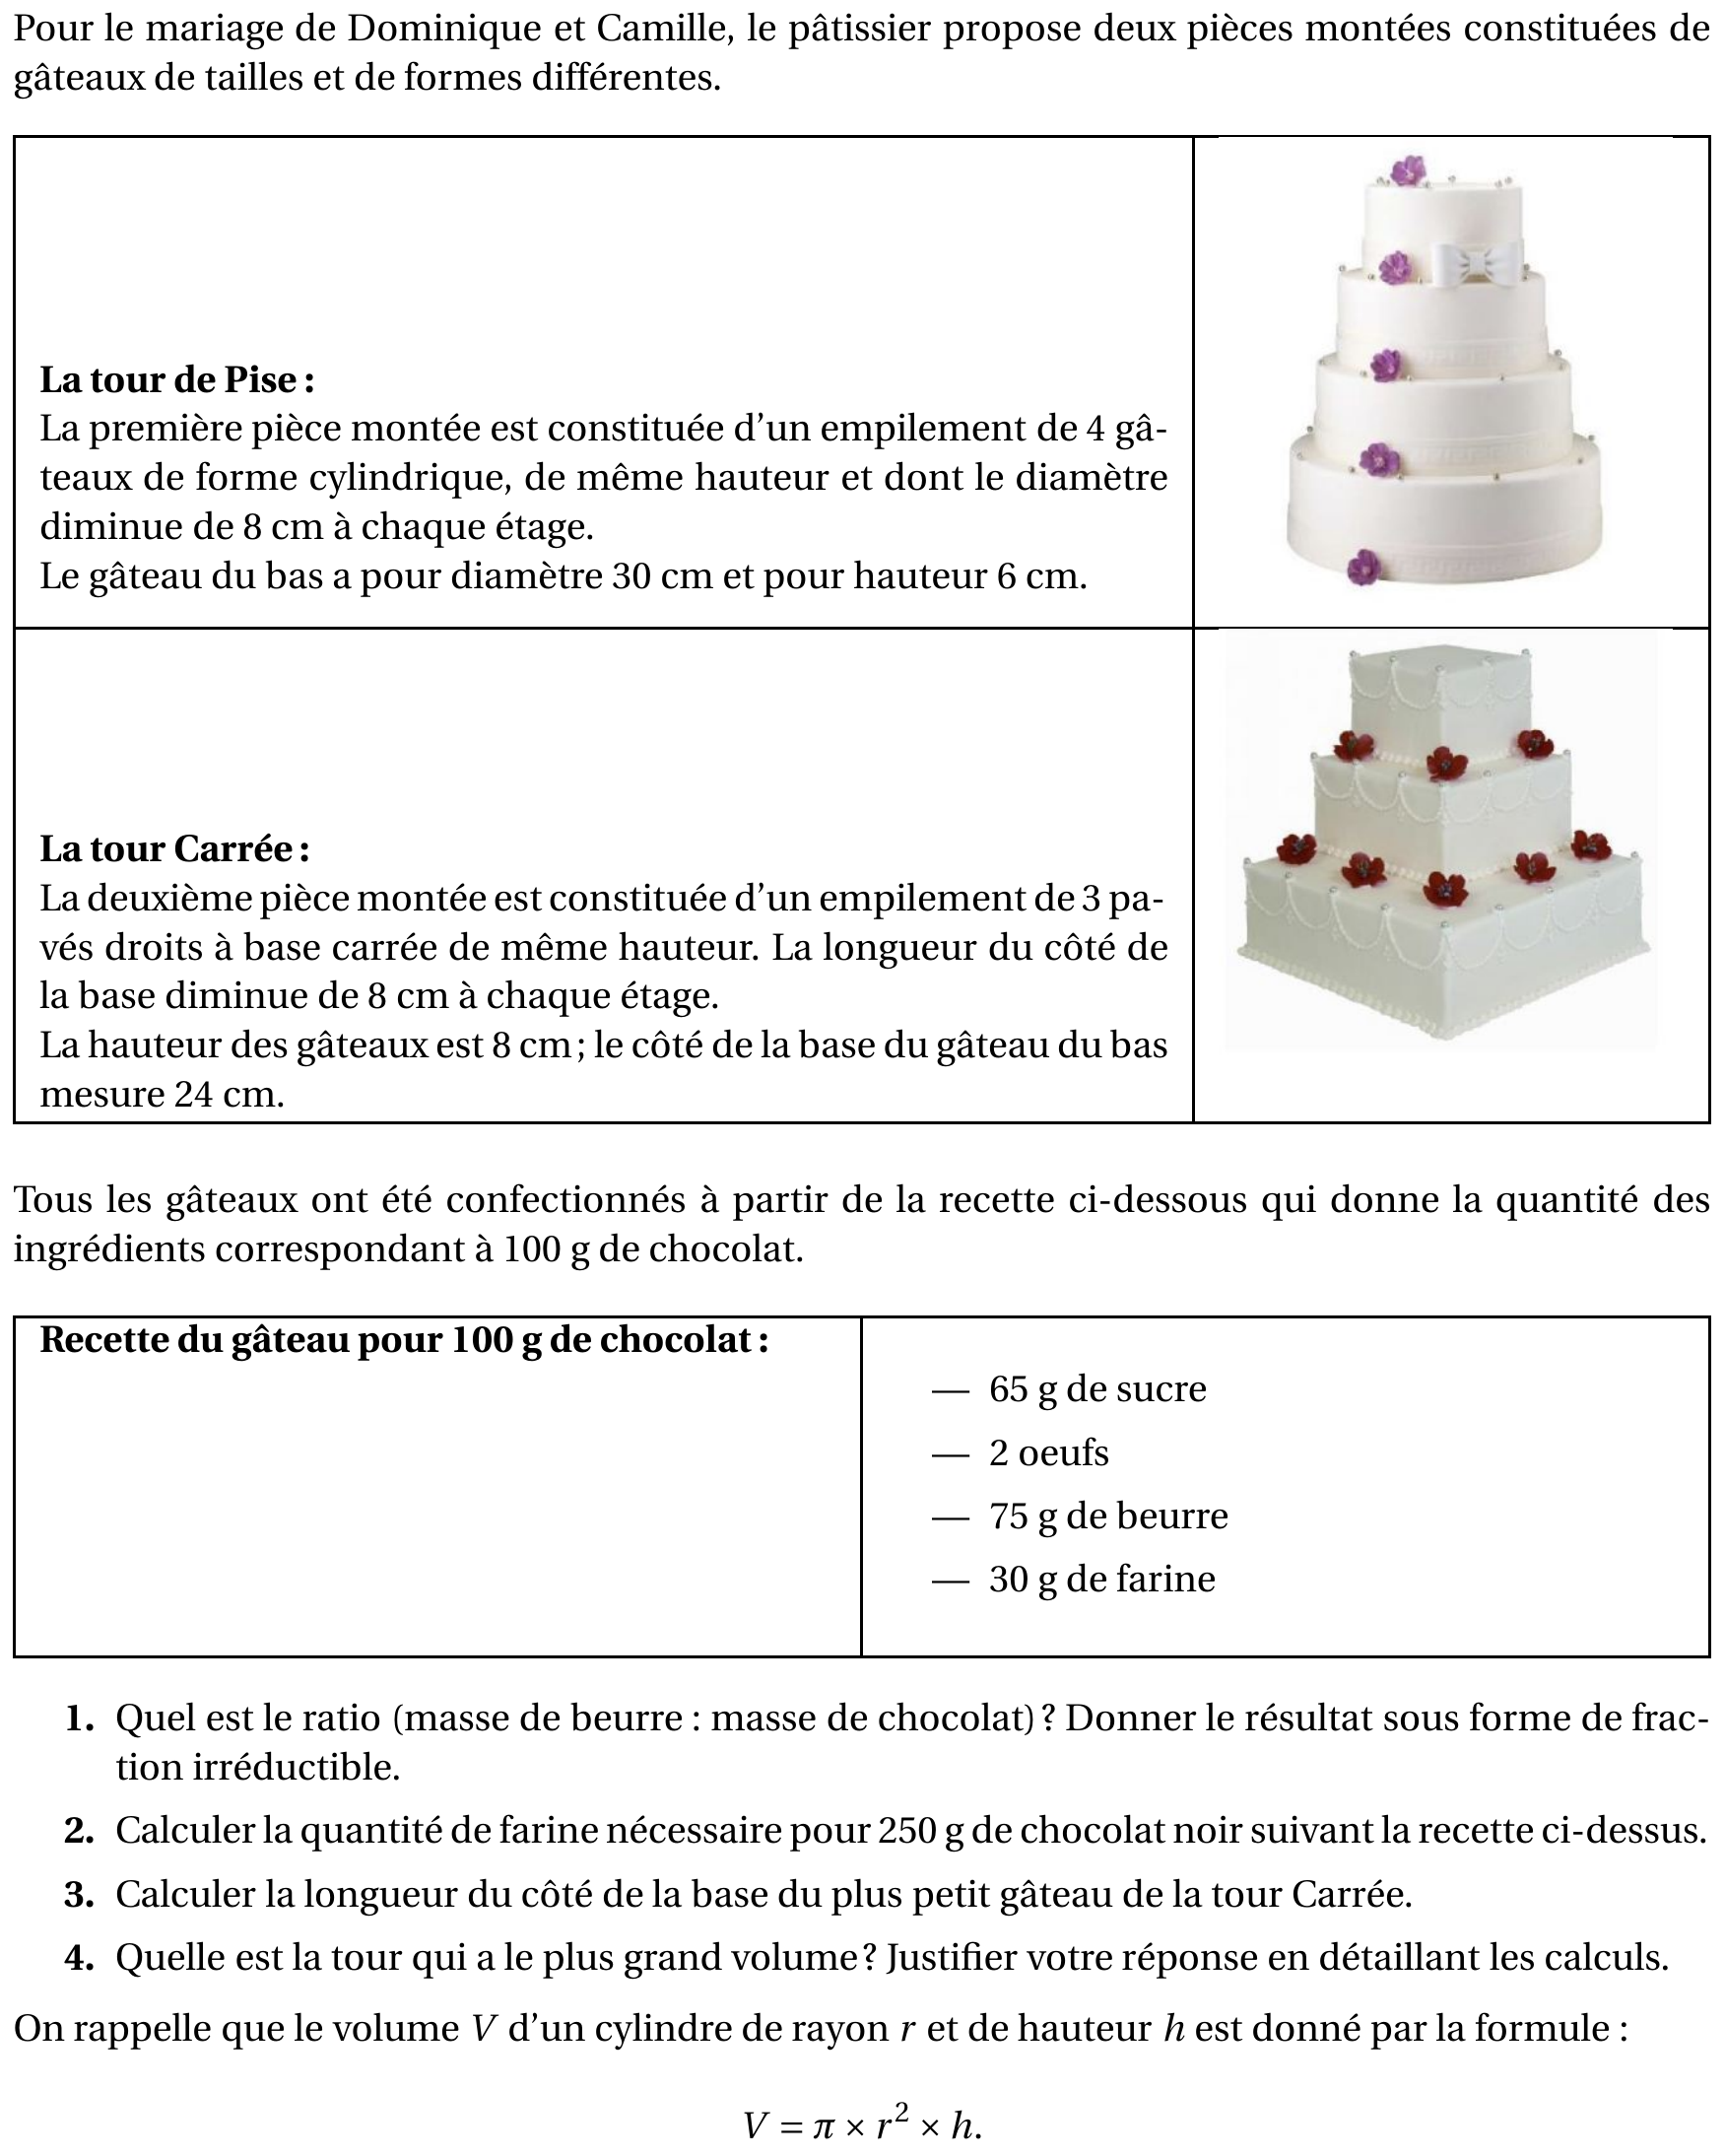 Pour le mariage de Dominique et Camille, le pâtissier propose deux pièces montées constituées de
gâteaux de tailles et de formes différentes.
La tour de Pise :
La première pièce montée est constituée d'un empilement de 4 gâ-
teaux de forme cylindrique, de même hauteur et dont le diamètre
diminue de 8 cm à chaque étage.
Le gâteau du bas a pour diamètre 30 cm et pour hauteur 6 cm.
La tour Carrée :
La deuxième pièce montée est constituée d'un empilement de 3 pa-
vés droits à base carrée de même hauteur. La longueur du côté de
la base diminue de 8 cm à chaque étage.
La hauteur des gâteaux est 8 cm ; le côté de la base du gâteau du bas
mesure 24 cm.
Tous les gâteaux ont été confectionnés à partir de la recette ci-dessous qui donne la quantité des
ingrédients correspondant à 100 g de chocolat.
Recette du gâteau pour 100 g de chocolat :
— 65 g de sucre
— 2 oeufs
— 75 g de beurre
— 30 g de farine
1. Quel est le ratio (masse de beurre : masse de chocolat) ? Donner le résultat sous forme de frac-
tion irréductible.
2. Calculer la quantité de farine nécessaire pour 250 g de chocolat noir suivant la recette ci-dessus.
3. Calculer la longueur du côté de la base du plus petit gâteau de la tour Carrée.
4. Quelle est la tour qui a le plus grand volume ? Justifier votre réponse en détaillant les calculs.
On rappelle que le volume V d'un cylindre de rayon r et de hauteur h est donné par la formule :
V = π × r² × h.